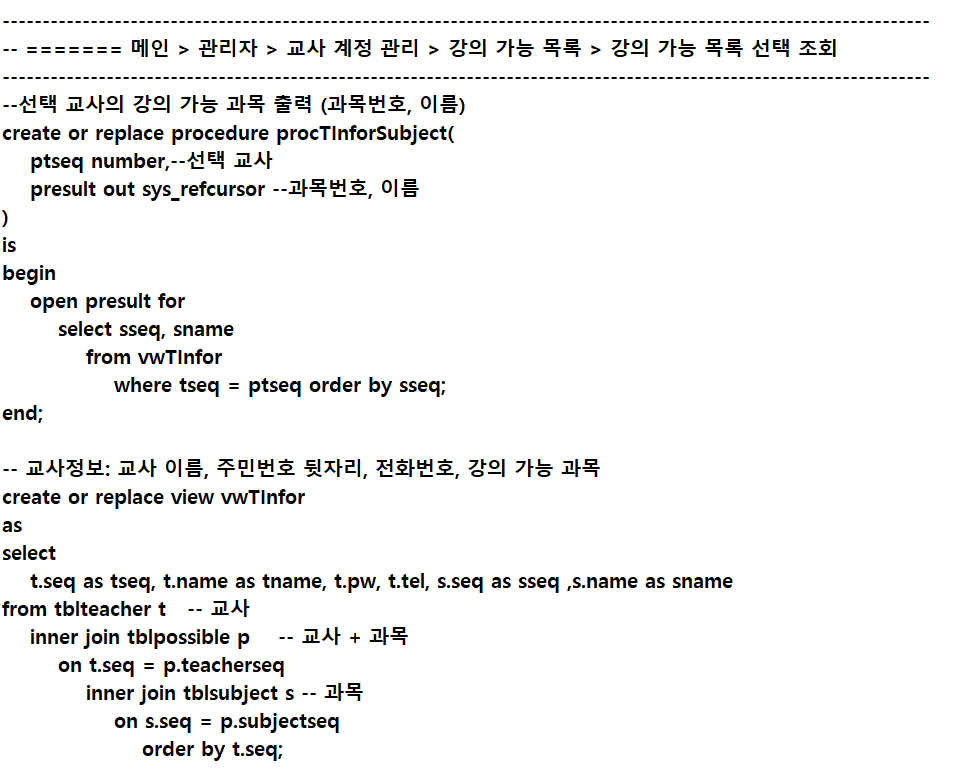 ---------------------------------------------------------------------------------------------------------------------
-- ======= 메인 > 관리자 > 교사 계정 관리 > 강의 가능 목록 > 강의 가능 목록 선택 조회
---------------------------------------------------------------------------------------------------------------------
--선택 교사의 강의 가능 과목 출력 (과목번호, 이름)
create or replace procedure procTInforSubject(
    ptseq number,--선택 교사
    presult out sys_refcursor --과목번호, 이름
)
is
begin
    open presult for
        select sseq, sname
            from vwTInfor
                where tseq = ptseq order by sseq;
end;

-- 교사정보: 교사 이름, 주민번호 뒷자리, 전화번호, 강의 가능 과목
create or replace view vwTInfor
as
select
    t.seq as tseq, t.name as tname, t.pw, t.tel, s.seq as sseq ,s.name as sname
from tblteacher t   -- 교사
    inner join tblpossible p    -- 교사 + 과목
        on t.seq = p.teacherseq
            inner join tblsubject s -- 과목
                on s.seq = p.subjectseq
                    order by t.seq;